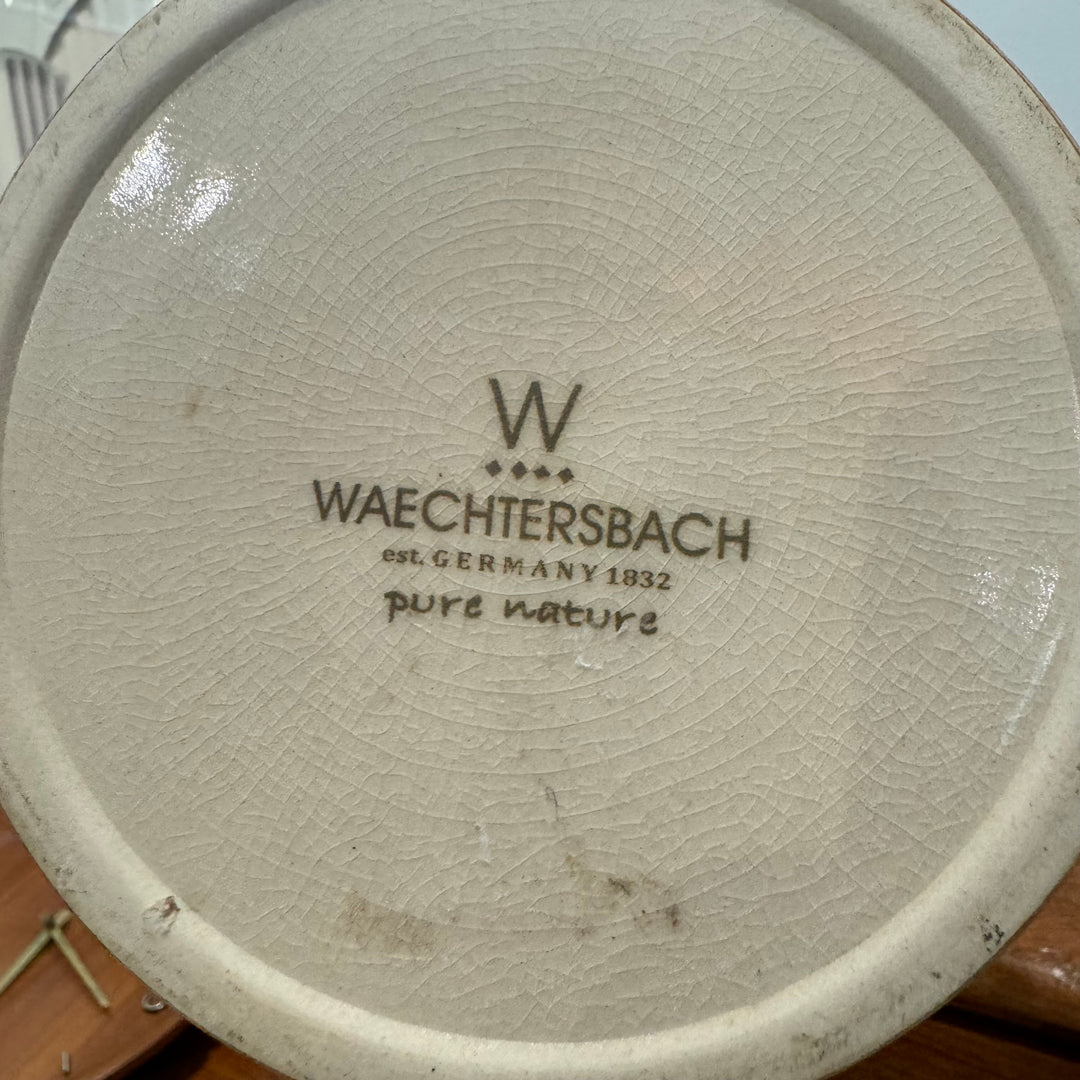 W
WAECHTERSBACH
est. GERMANY 1832
pure nature